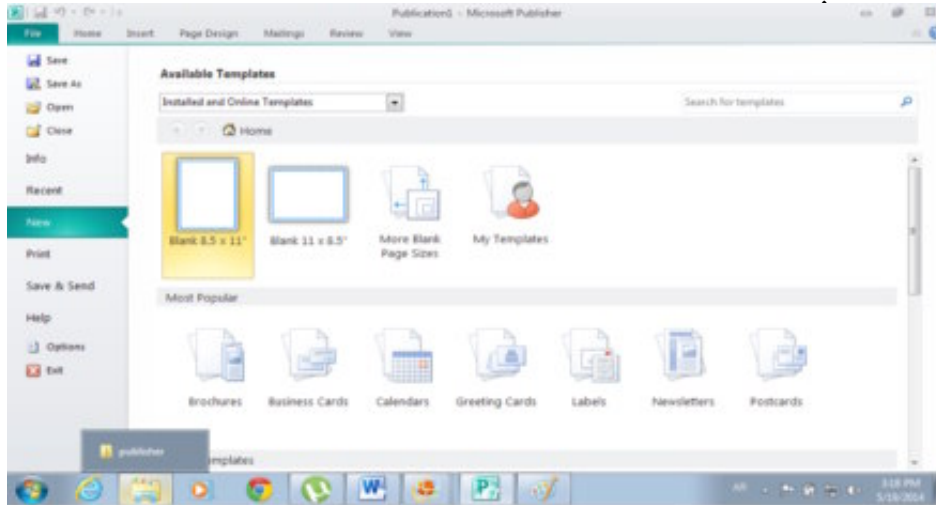 Publication1 - Microsoft Publisher
File Home Insert Page Design Mailings Review View
Save
Save As
Open
Close
Info
Recent
New
Print
Save & Send
Help
Options
Exit
Available Templates
Installed and Online Templates
Search for templates
Home
Blank 8.5 x 11"
Blank 11 x 8.5"
More Blank
Page Sizes
My Templates
Most Popular
Brochures
Business Cards
Calendars
Greeting Cards
Labels
Newsletters
Postcards
publisher
W
P
3:18 PM
5/19/2014